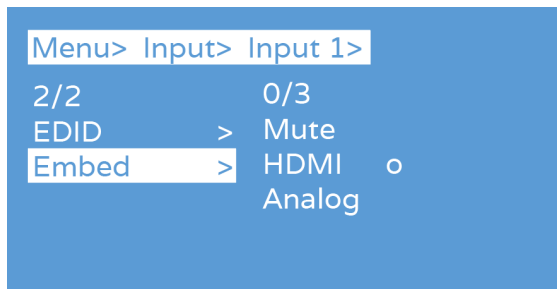 Menu> Input> Input 1>
2/2 0/3
EDID > Mute
Embed > HDMI o
Analog